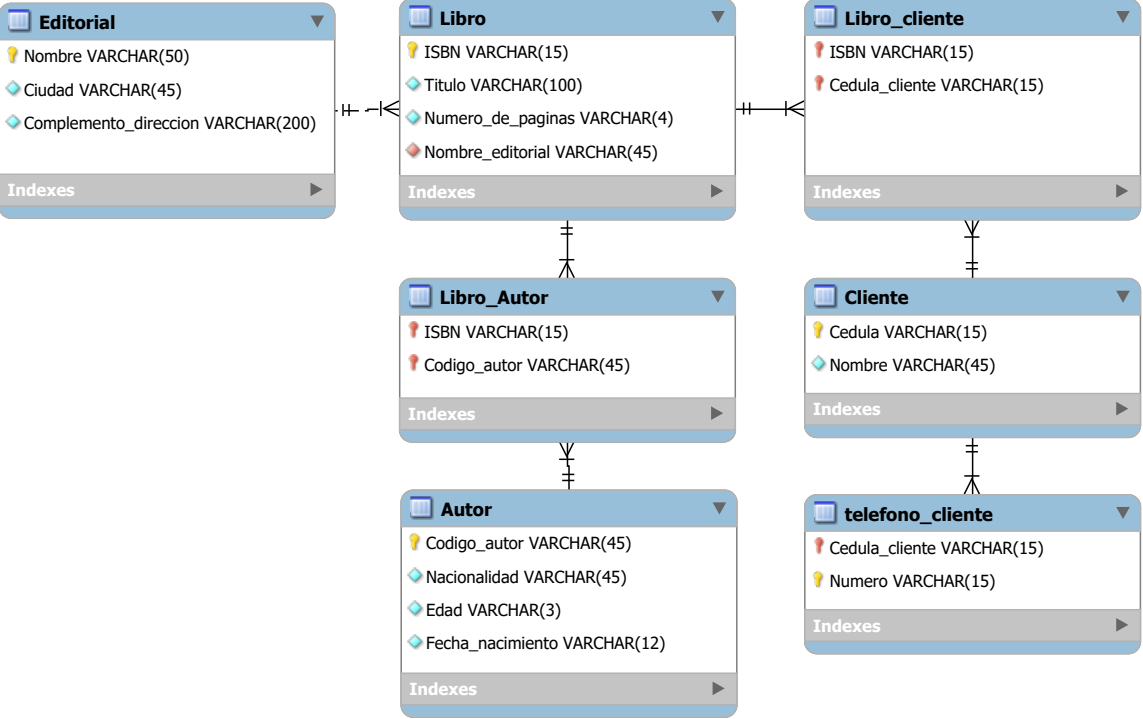 Editorial
Nombre VARCHAR(50)
Ciudad VARCHAR(45)
Complemento_direccion VARCHAR(200)
Indexes
Libro
ISBN VARCHAR(15)
Titulo VARCHAR(100)
Numero_de_paginas VARCHAR(4)
Nombre_editorial VARCHAR(45)
Indexes
Libro_cliente
ISBN VARCHAR(15)
Cedula_cliente VARCHAR(15)
Indexes
Libro_Autor
ISBN VARCHAR(15)
Codigo_autor VARCHAR(45)
Indexes
Cliente
Cedula VARCHAR(15)
Nombre VARCHAR(45)
Indexes
Autor
Codigo_autor VARCHAR(45)
Nacionalidad VARCHAR(45)
Edad VARCHAR(3)
Fecha_nacimiento VARCHAR(12)
Indexes
telefono_cliente
Cedula_cliente VARCHAR(15)
Numero VARCHAR(15)
Indexes